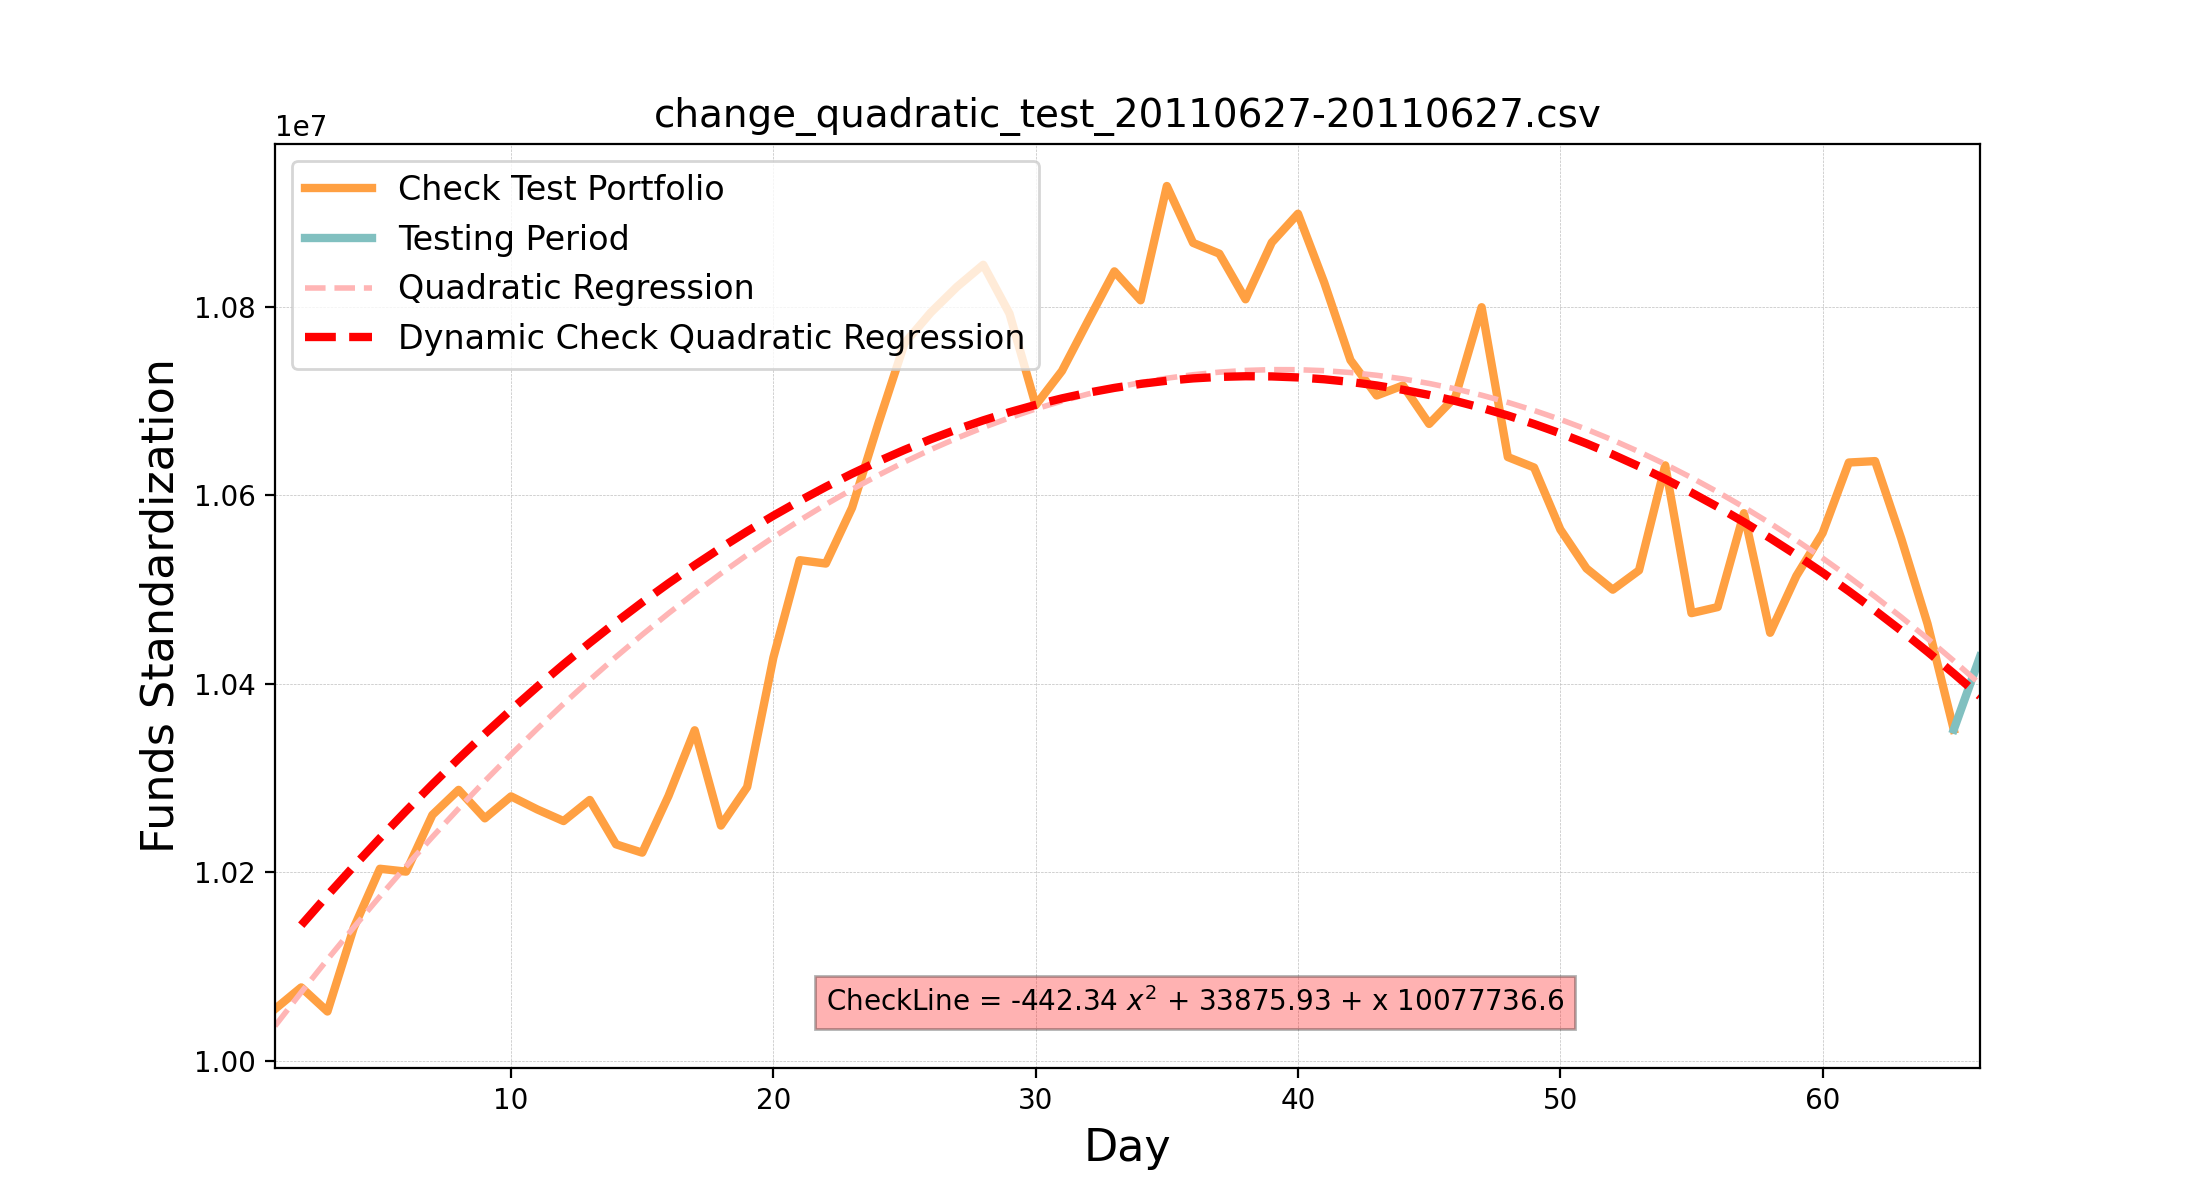 change_quadratic_test_20110627-20110627.csv
1e7
Check Test Portfolio
Testing Period
Quadratic Regression
Dynamic Check Quadratic Regression
Funds Standardization
1.08
1.06
1.04
1.02
1.00
CheckLine = -442.34 x² + 33875.93 + x 10077736.6
10 20 30 40 50 60
Day